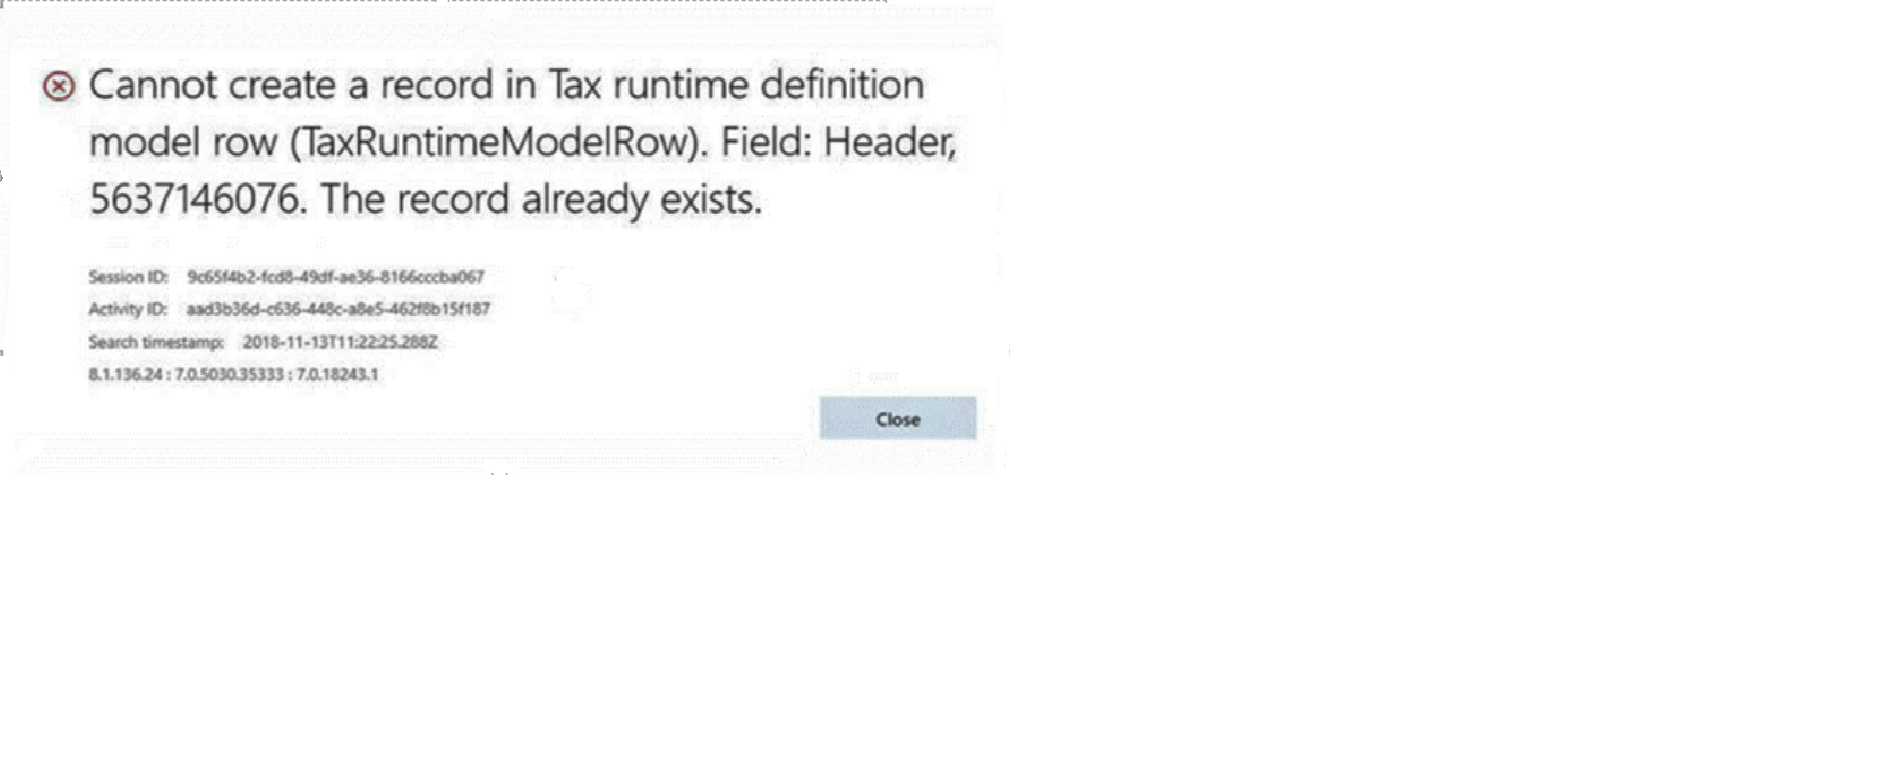 Cannot create a record in Tax runtime definition
model row (TaxRuntimeModelRow). Field: Header,
5637146076. The record already exists.
Session ID: 9c65f4b2-fcd8-49df-ae36-8166cccba067
Activity ID: aad3b36d-c636-448c-a8e5-462f8b15f187
Search timestamp: 2018-11-13T11:22:25.288Z
8.1.136.24 : 7.0.5030.35333 : 7.0.18243.1
Close